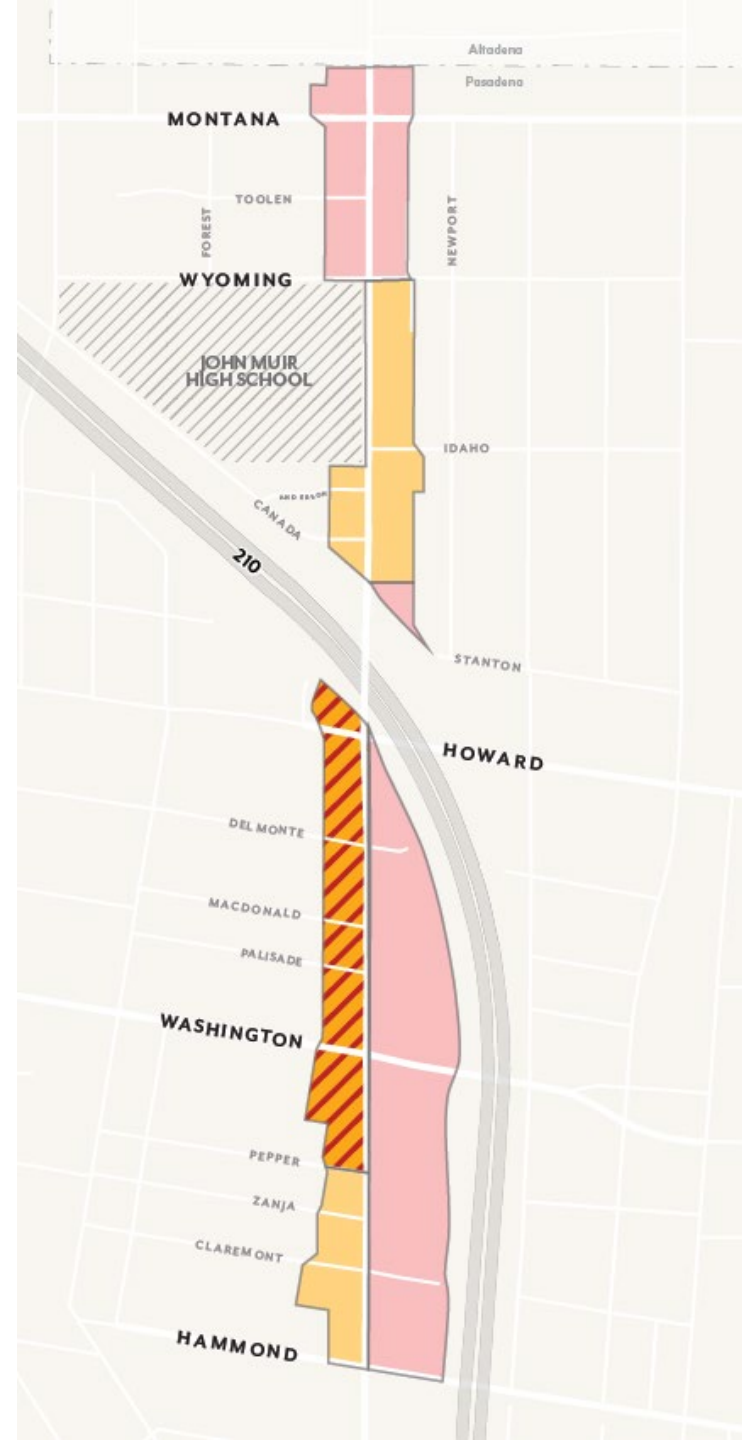 Altadena
Pasadena
MONTANA
TOOLEN
FOREST
NEWPORT
WYOMING
JOHN MUIR
HIGH SCHOOL
IDAHO
ANDERSON
CANADA
210
STANTON
HOWARD
DEL MONTE
MACDONALD
PALISADE
WASHINGTON
PEPPER
ZANJA
CLAREMONT
HAMMOND